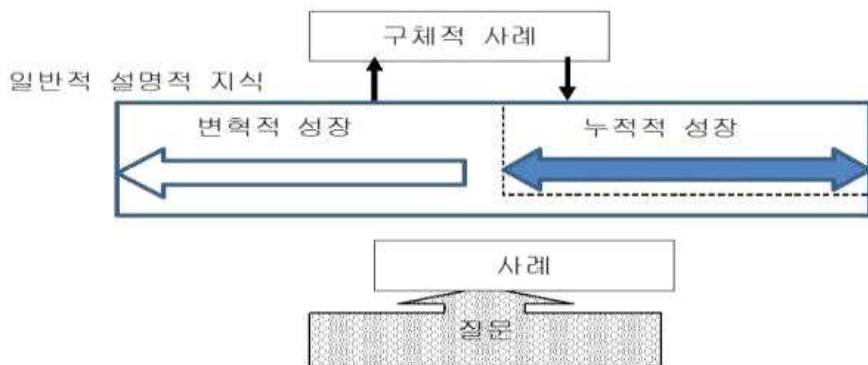 구체적 사례
일반적 설명적 지식
변혁적 성장 누적적 성장
사례
질문